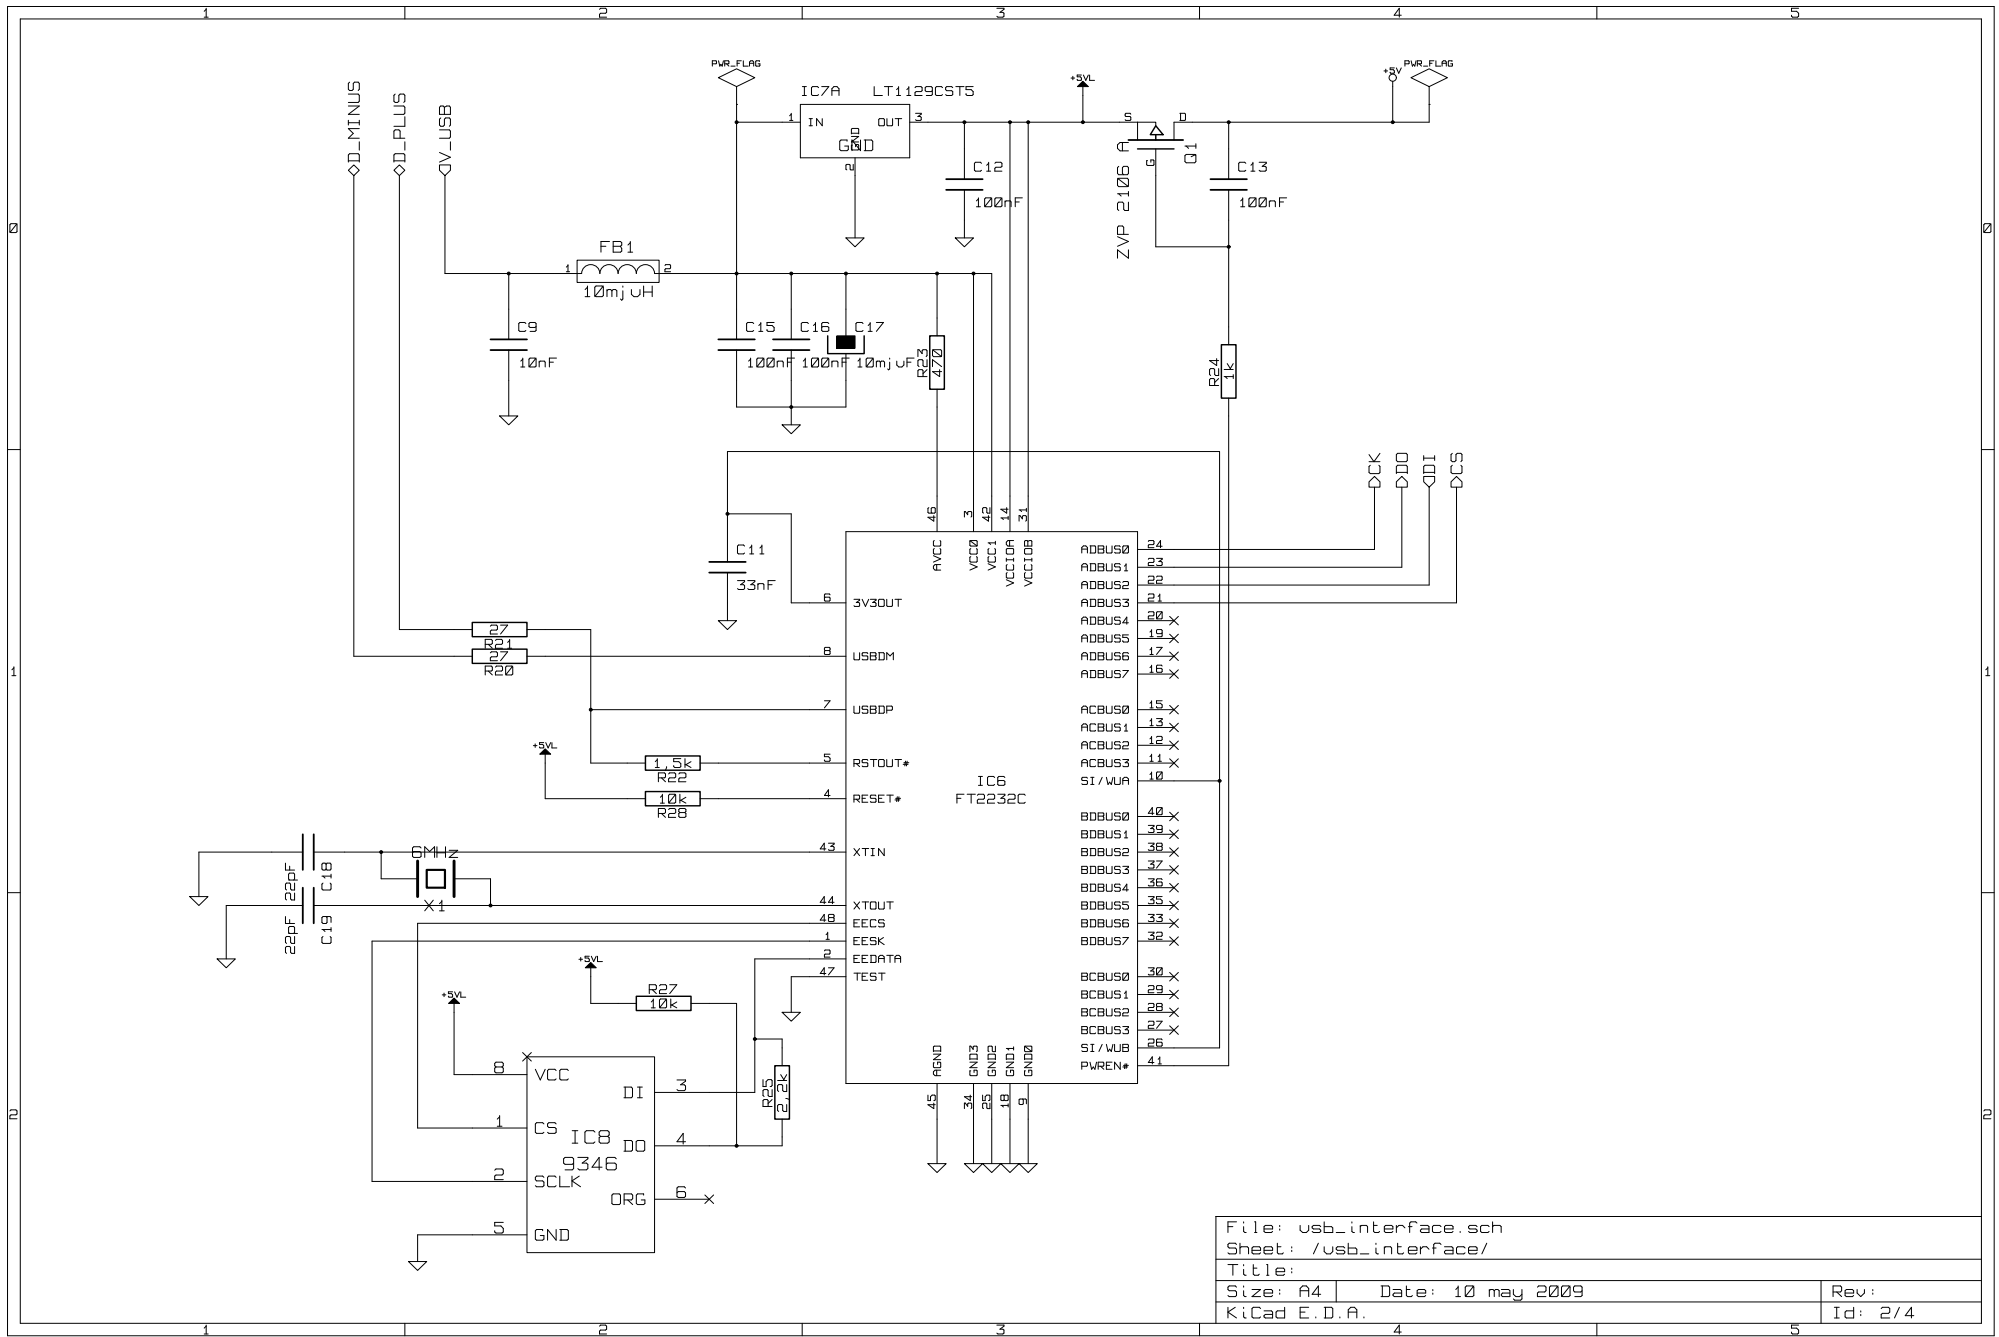 1 2 3 4 5
0 0
1 1
2 2
D_MINUS
D_PLUS
V_USB
PWR_FLAG
IC7A LT1129CST5
1 IN OUT 3
GND
GND
2
+5VL
+5V
PWR_FLAG
S D
G
Q1
ZVP 2106 A
C12
100nF
C13
100nF
FB1
1 2
10mjuH
C9
10nF
C15
100nF
C16
100nF
C17
10mjuF
R23
470
R24
1k
CK
DO
DI
CS
C11
33nF
46 3 42 14 31
AVCC VCC0 VCC1 VCCIOA VCCIOB
6 3V3OUT
8 USBDM
7 USBDP
5 RSTOUT#
4 RESET#
43 XTIN
44 XTOUT
48 EECS
1 EESK
2 EEDATA
47 TEST
IC6
FT2232C
ADBUS0 24
ADBUS1 23
ADBUS2 22
ADBUS3 21
ADBUS4 20
ADBUS5 19
ADBUS6 17
ADBUS7 16
ACBUS0 15
ACBUS1 13
ACBUS2 12
ACBUS3 11
SI/WUA 10
BDBUS0 40
BDBUS1 39
BDBUS2 38
BDBUS3 37
BDBUS4 36
BDBUS5 35
BDBUS6 33
BDBUS7 32
BCBUS0 30
BCBUS1 29
BCBUS2 28
BCBUS3 27
SI/WUB 26
PWREN# 41
AGND GND3 GND2 GND1 GND0
45 34 25 18 9
27
R21
27
R20
+5VL
1,5k
R22
10k
R28
22pF
C18
6MHz
X1
22pF
C19
+5VL
R27
10k
+5VL
R25
2,2k
8 VCC
1 CS
2 SCLK
5 GND
DI 3
DO 4
ORG 6
IC8
9346
File: usb_interface.sch
Sheet: /usb_interface/
Title:
Size: A4 Date: 10 may 2009 Rev:
KiCad E.D.A. Id: 2/4
1 2 3 4 5